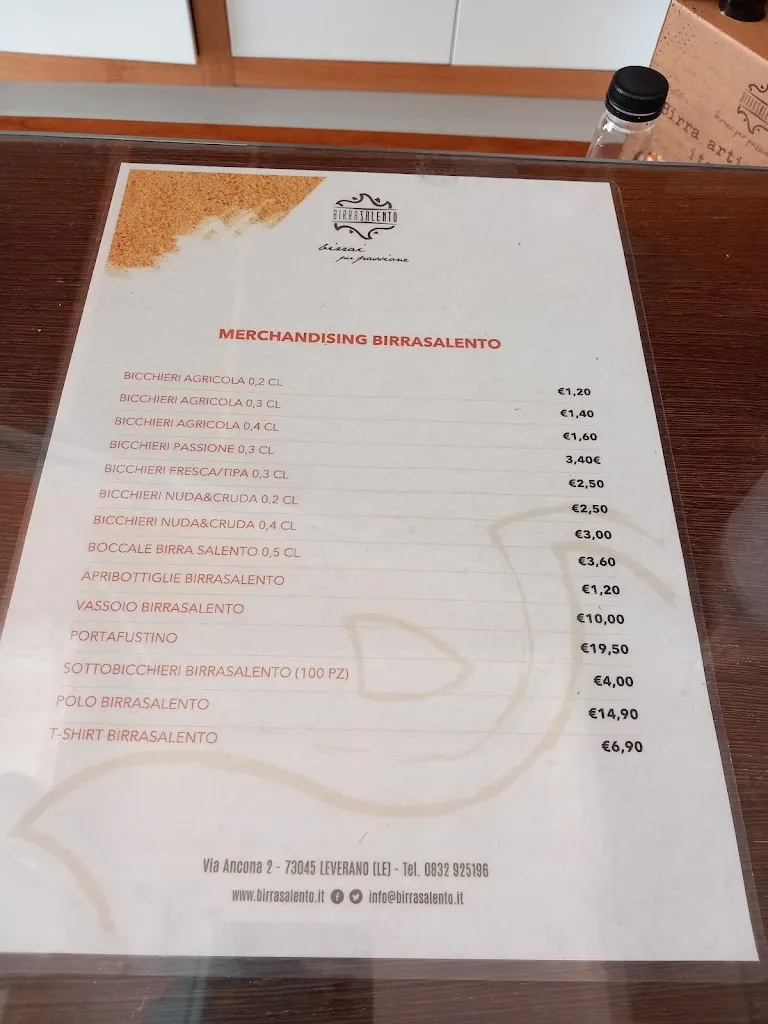 BIRRASALENTO
birrai
per passione
MERCHANDISING BIRRASALENTO
BICCHIERI AGRICOLA 0,2 CL €1,20
BICCHIERI AGRICOLA 0,3 CL €1,40
BICCHIERI AGRICOLA 0,4 CL €1,60
BICCHIERI PASSIONE 0,3 CL 3,40€
BICCHIERI FRESCA/TIPA 0,3 CL €2,50
BICCHIERI NUDA&CRUDA 0,2 CL €2,50
BICCHIERI NUDA&CRUDA 0,4 CL €3,00
BOCCALE BIRRA SALENTO 0,5 CL €3,60
APRIBOTTIGLIE BIRRASALENTO €1,20
VASSOIO BIRRASALENTO €10,00
PORTAFUSTINO €19,50
SOTTOBICCHIERI BIRRASALENTO (100 PZ) €4,00
POLO BIRRASALENTO €14,90
T-SHIRT BIRRASALENTO €6,90
Via Ancona 2 - 73045 LEVERANO (LE) - Tel. 0832 925196
www.birrasalento.it info@birrasalento.it
Birra arti